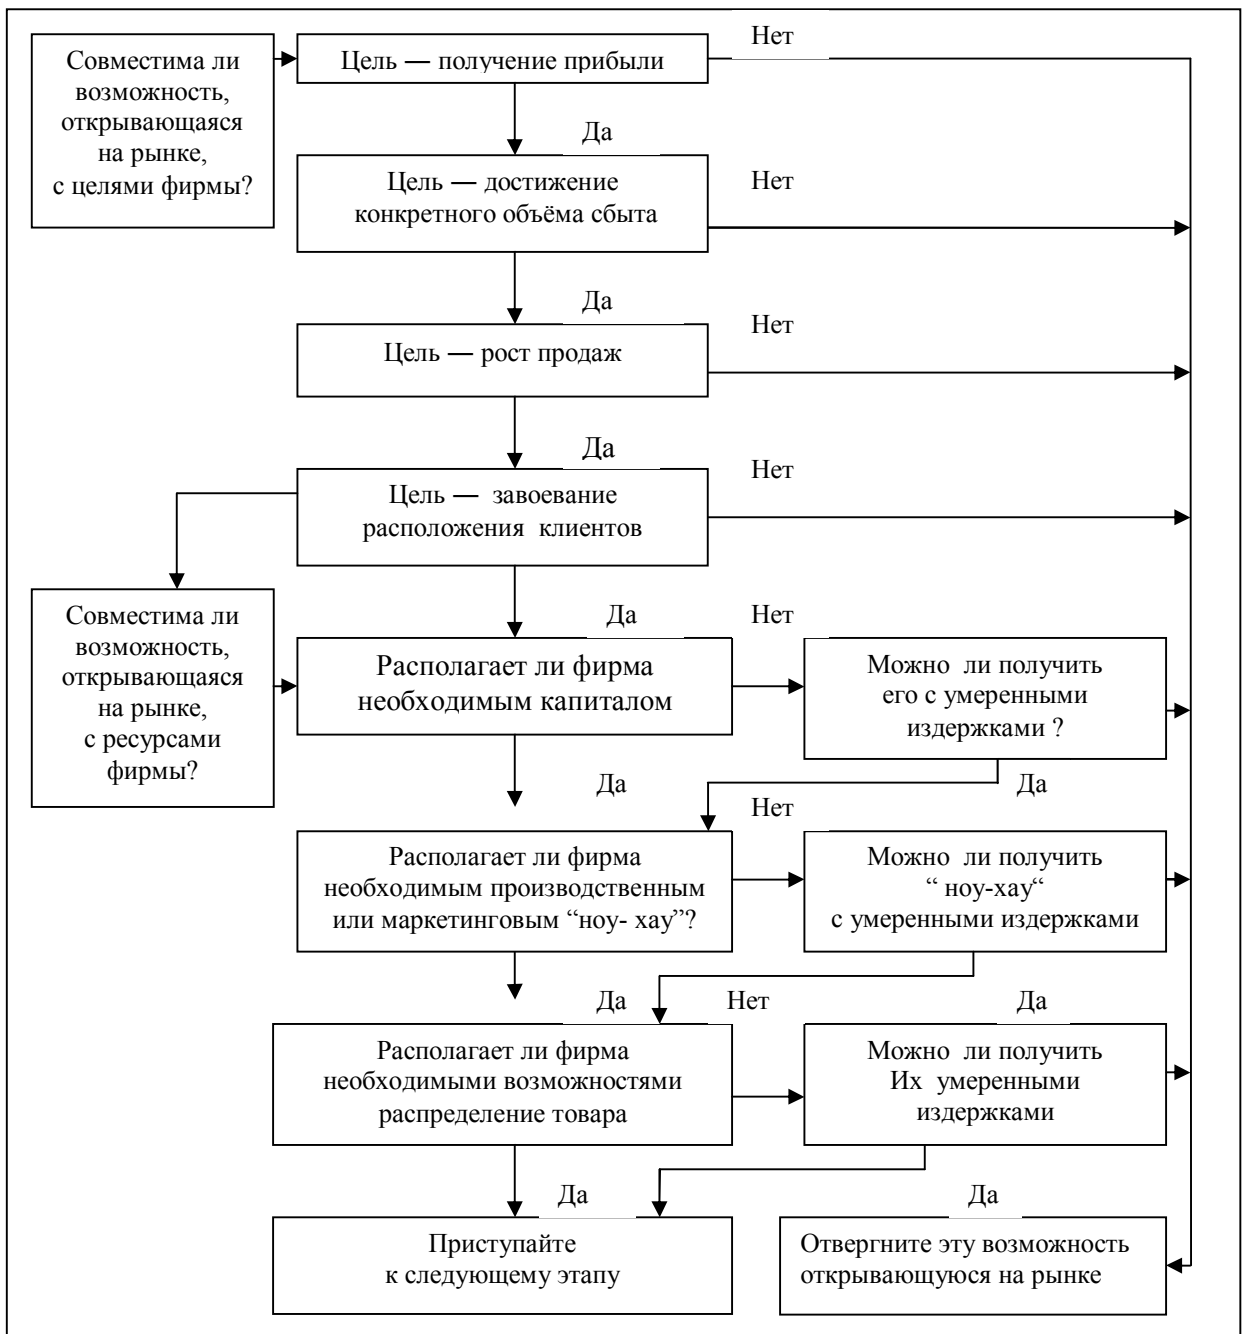 Совместима ли
возможность,
открывающаяся
на рынке,
с целями фирмы?
Цель — получение прибыли
Нет
Да
Цель — достижение
конкретного объёма сбыта
Нет
Да
Цель — рост продаж
Нет
Да
Цель — завоевание
расположения клиентов
Нет
Совместима ли
возможность,
открывающаяся
на рынке,
с ресурсами
фирмы?
Да
Нет
Располагает ли фирма
необходимым капиталом
Можно ли получить
его с умеренными
издержками ?
Да
Да
Нет
Располагает ли фирма
необходимым производственным
или маркетинговым “ноу- хау”?
Можно ли получить
“ ноу-хау“
с умеренными издержками
Да
Нет
Да
Располагает ли фирма
необходимыми возможностями
распределение товара
Можно ли получить
Их умеренными
издержками
Да
Да
Приступайте
к следующему этапу
Отвергните эту возможность
открывающуюся на рынке